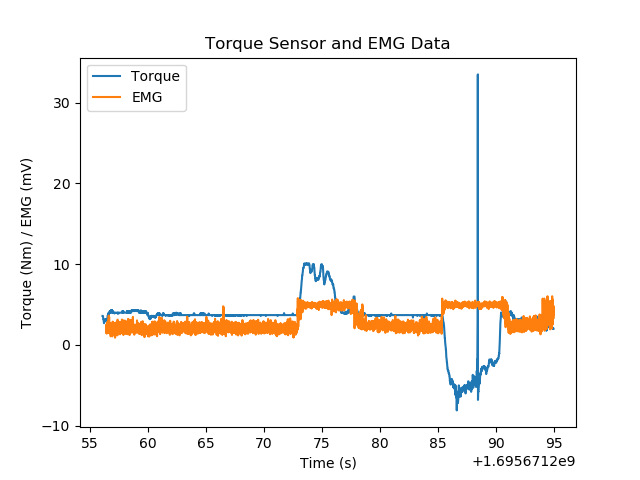 Torque Sensor and EMG Data
Torque
EMG
Torque (Nm) / EMG (mV)
30
20
10
0
−10
55 60 65 70 75 80 85 90 95
Time (s)
+1.6956712e9